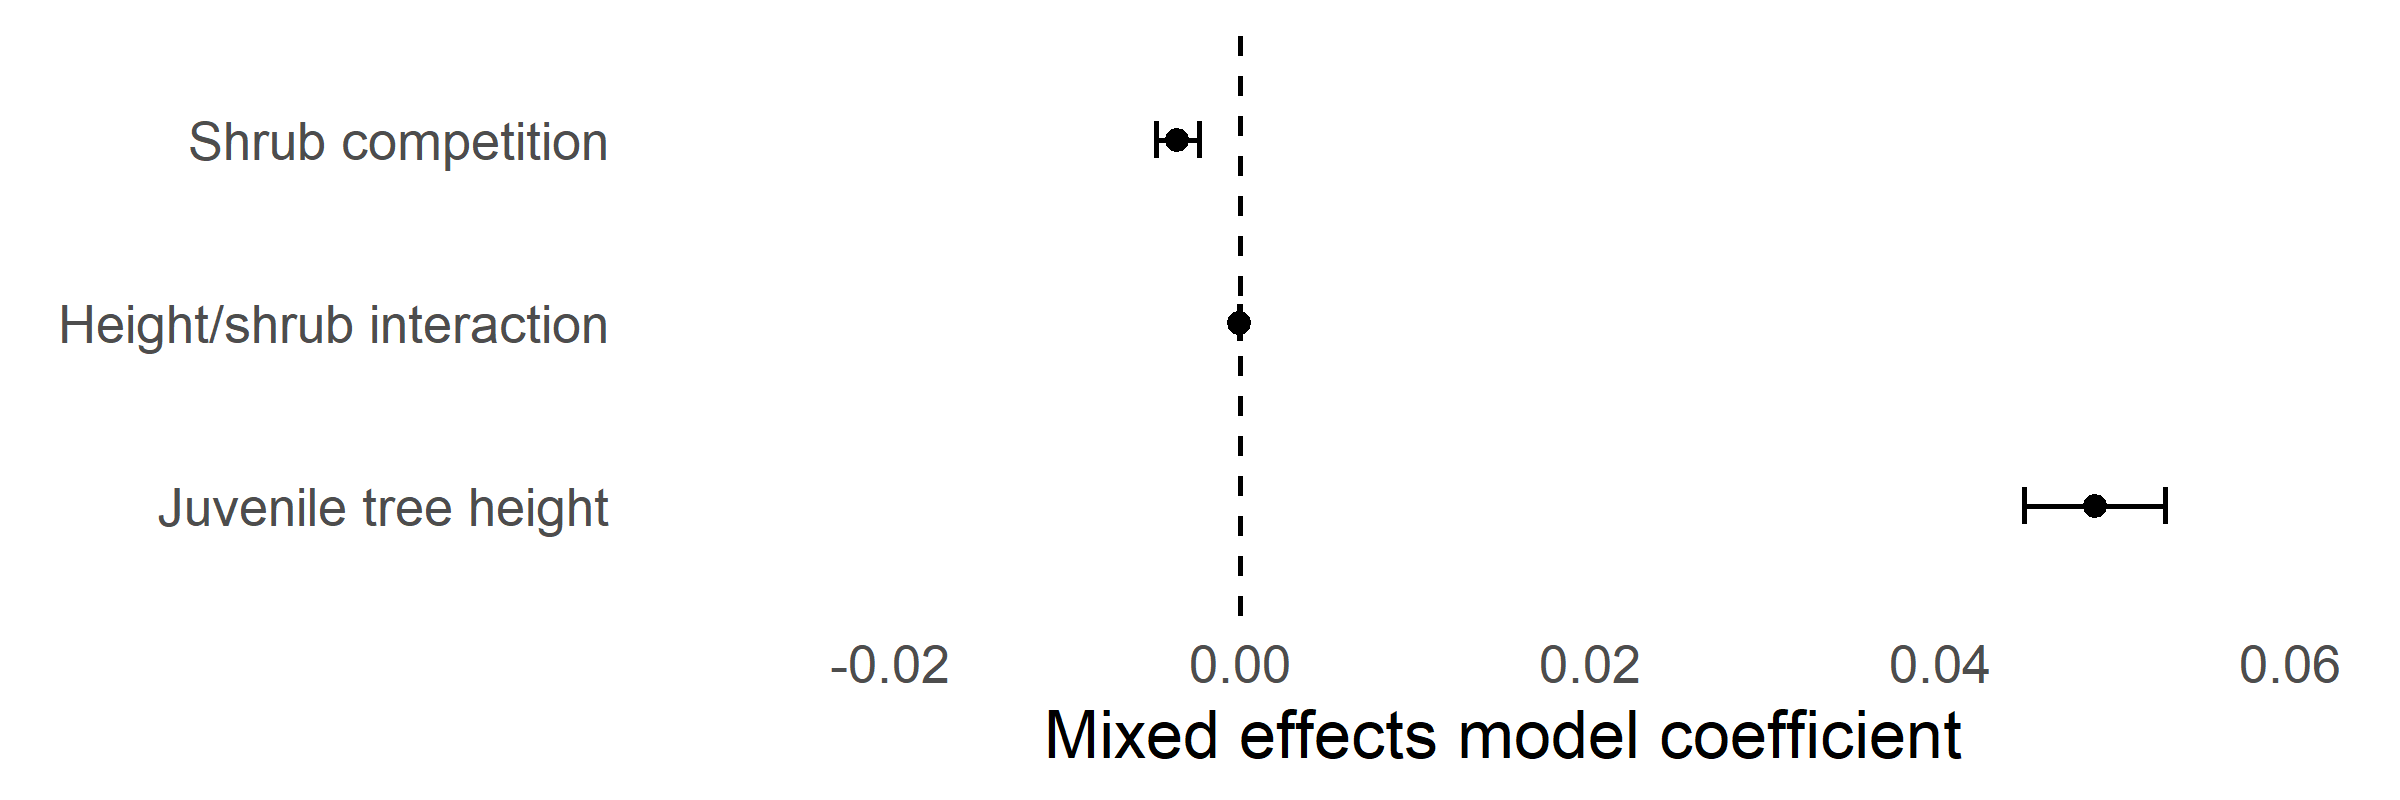 Shrub competition
Height/shrub interaction
Juvenile tree height
-0.02 0.00 0.02 0.04 0.06
Mixed effects model coefficient